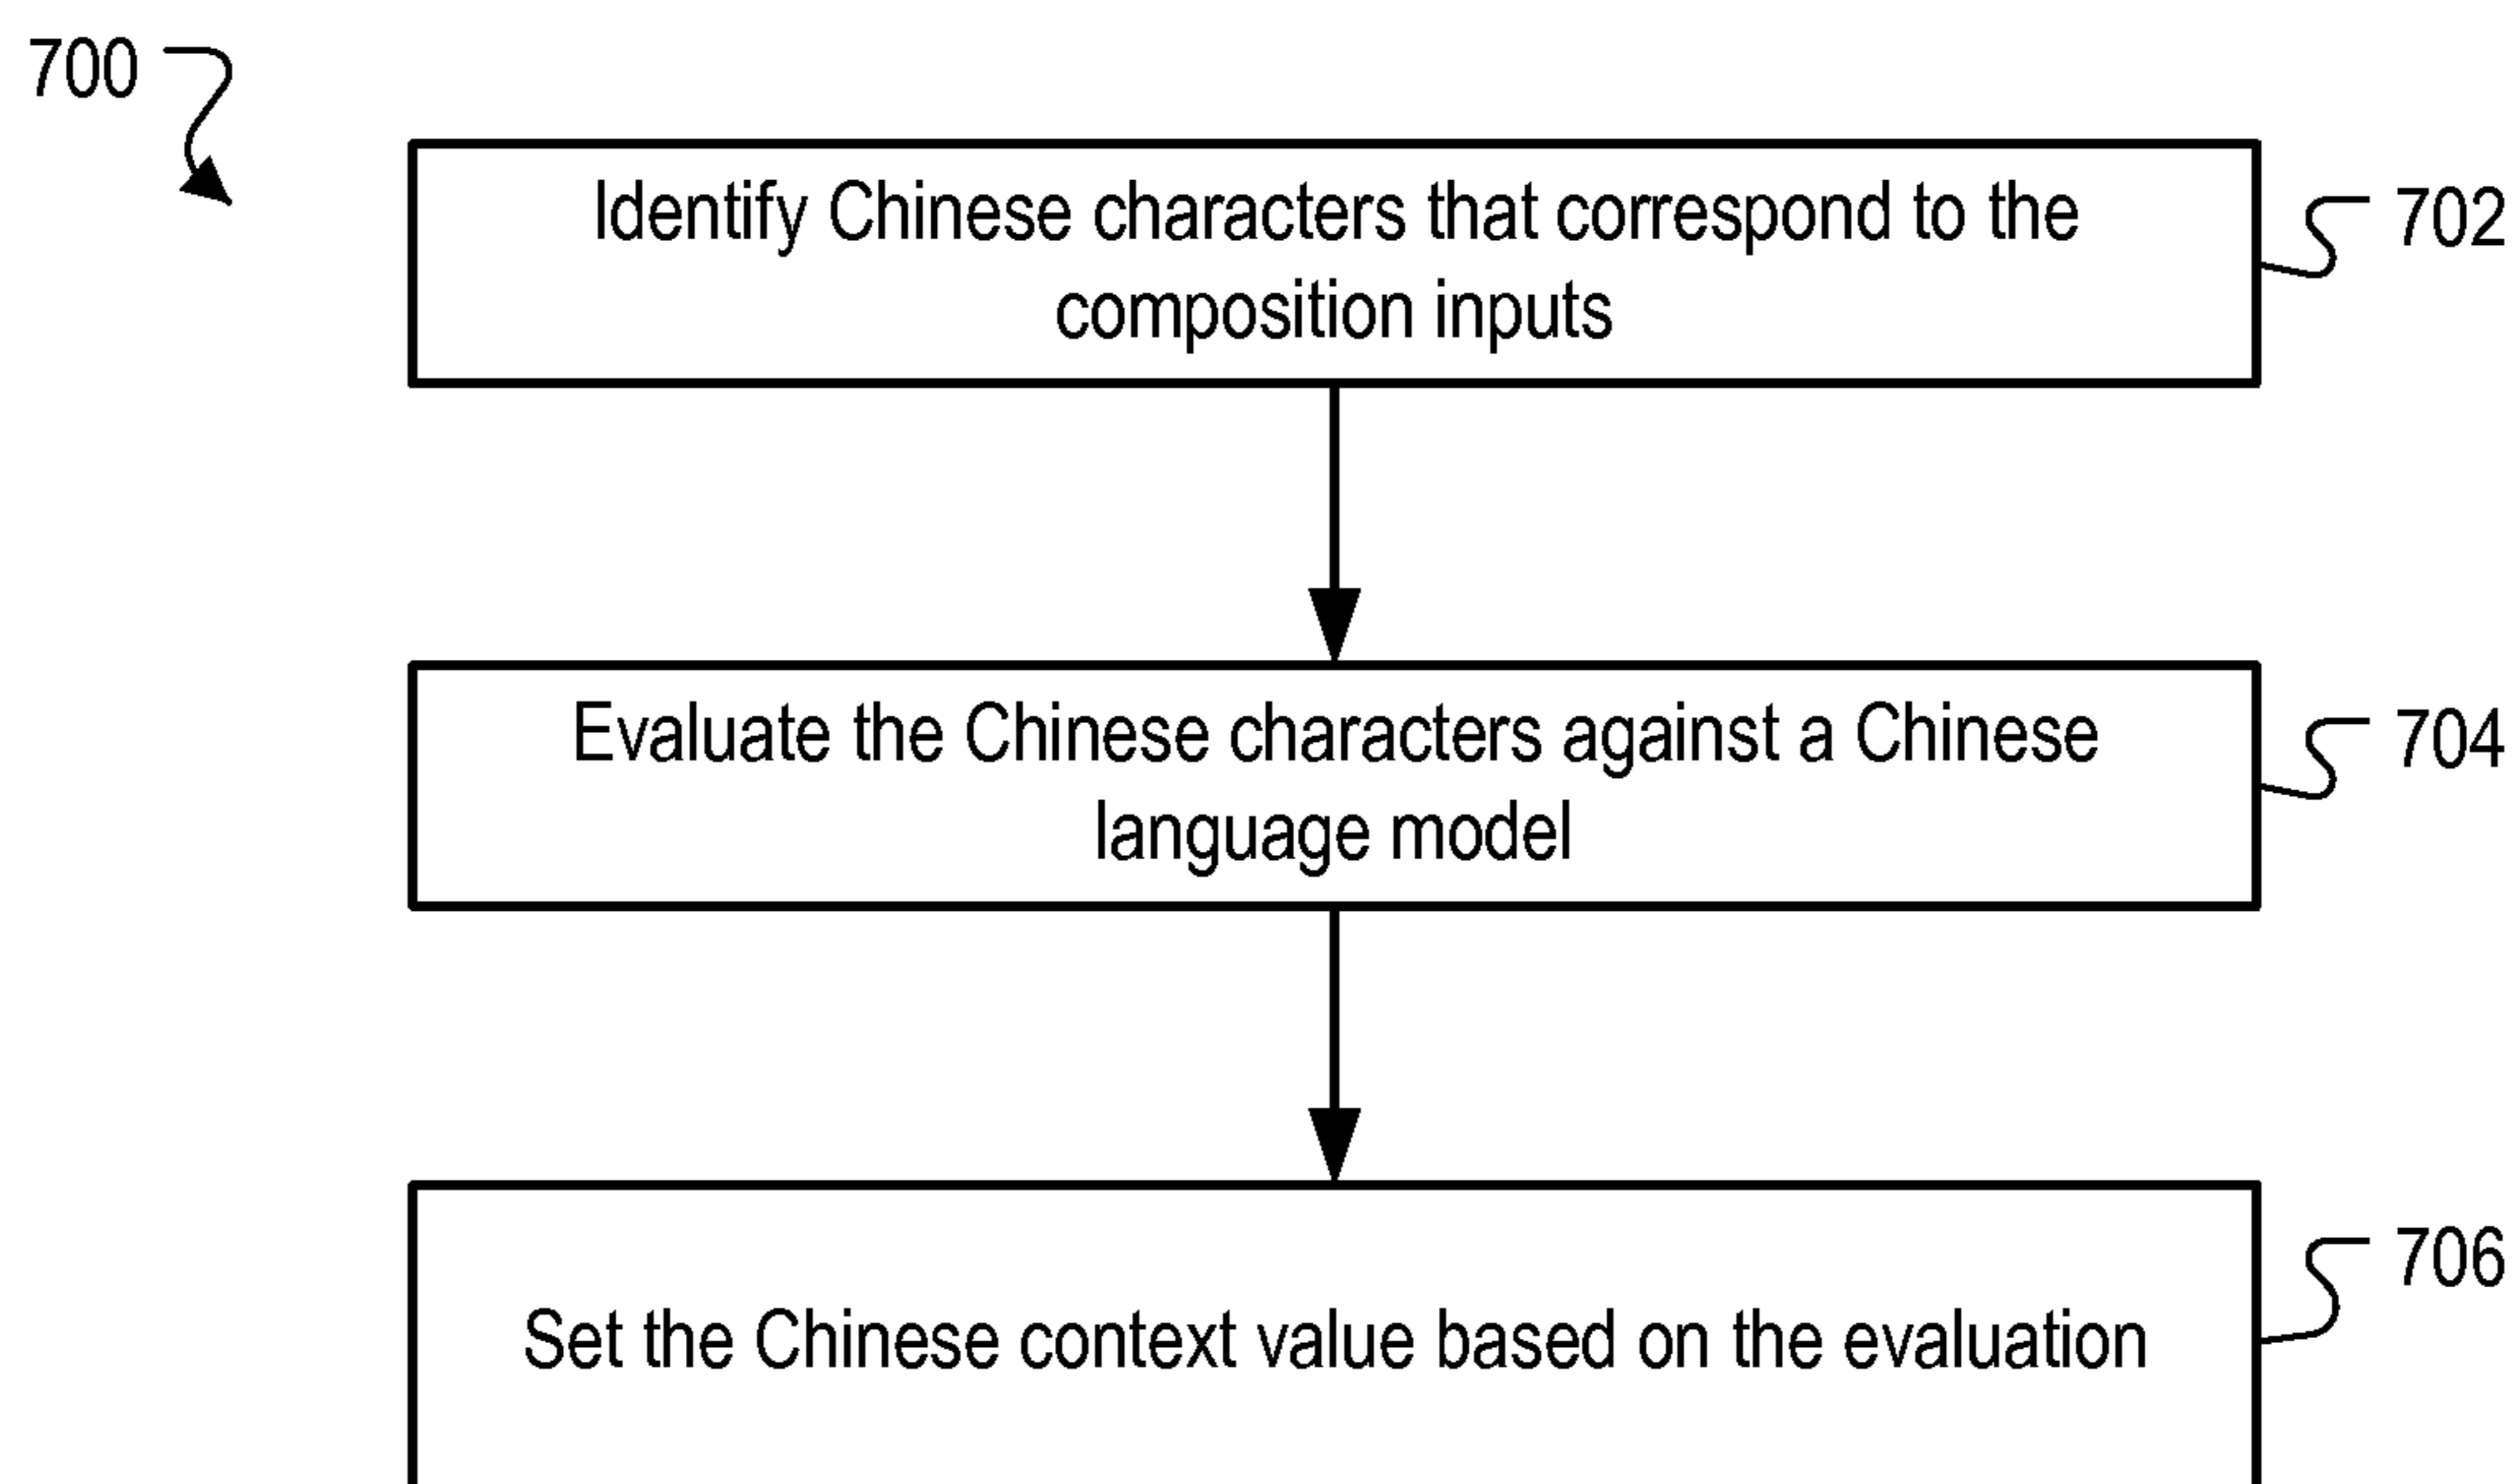 700
Identify Chinese characters that correspond to the
composition inputs
702
Evaluate the Chinese characters against a Chinese
language model
704
Set the Chinese context value based on the evaluation
706